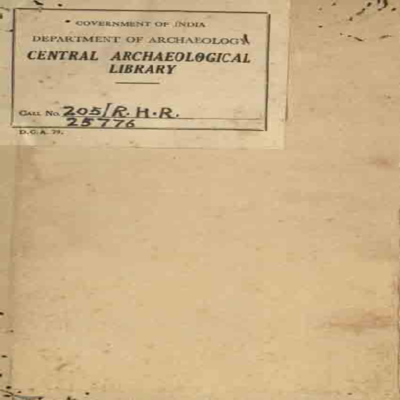 GOVERNMENT OF INDIA
DEPARTMENT OF ARCHAEOLOGY
CENTRAL ARCHAEOLOGICAL
LIBRARY
CALL No. 205/R.H.R.
25776
D.G.A. 79.